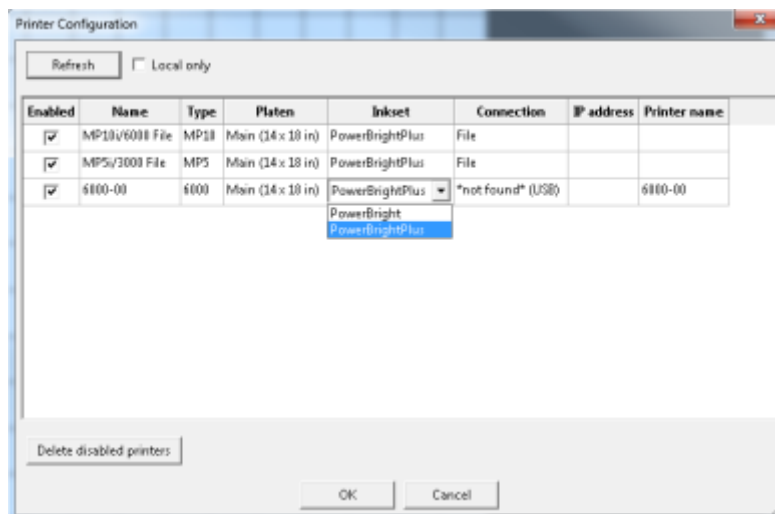 Printer Configuration
Refresh Local only
Enabled Name Type Platen Inkset Connection IP address Printer name
MP10i/6000 File MP10 Main (14 x 18 in) PowerBrightPlus File
MP5i/3000 File MP5 Main (14 x 18 in) PowerBrightPlus File
6000-00 6000 Main (14 x 18 in) PowerBrightPlus *not found* (USB) 6000-00
PowerBright
PowerBrightPlus
Delete disabled printers
OK Cancel